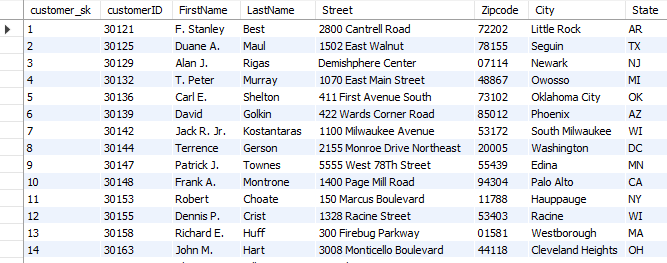 customer_sk customerID FirstName LastName Street Zipcode City State
1 30121 F. Stanley Best 2800 Cantrell Road 72202 Little Rock AR
2 30125 Duane A. Maul 1502 East Walnut 78155 Seguin TX
3 30129 Alan J. Rigas Demishphere Center 07114 Newark NJ
4 30132 T. Peter Murray 1070 East Main Street 48867 Owosso MI
5 30136 Carl E. Shelton 411 First Avenue South 73102 Oklahoma City OK
6 30139 David Golkin 422 Wards Corner Road 85012 Phoenix AZ
7 30142 Jack R. Jr. Kostantaras 1100 Milwaukee Avenue 53172 South Milwaukee WI
8 30144 Terrence Gerson 2155 Monroe Drive Northeast 20005 Washington DC
9 30147 Patrick J. Townes 5555 West 78Th Street 55439 Edina MN
10 30148 Frank A. Montrone 1400 Page Mill Road 94304 Palo Alto CA
11 30153 Robert Choate 150 Marcus Boulevard 11788 Hauppauge NY
12 30155 Dennis P. Crist 1328 Racine Street 53403 Racine WI
13 30158 Richard E. Huff 300 Firebug Parkway 01581 Westborough MA
14 30163 John M. Hart 3008 Monticello Boulevard 44118 Cleveland Heights OH